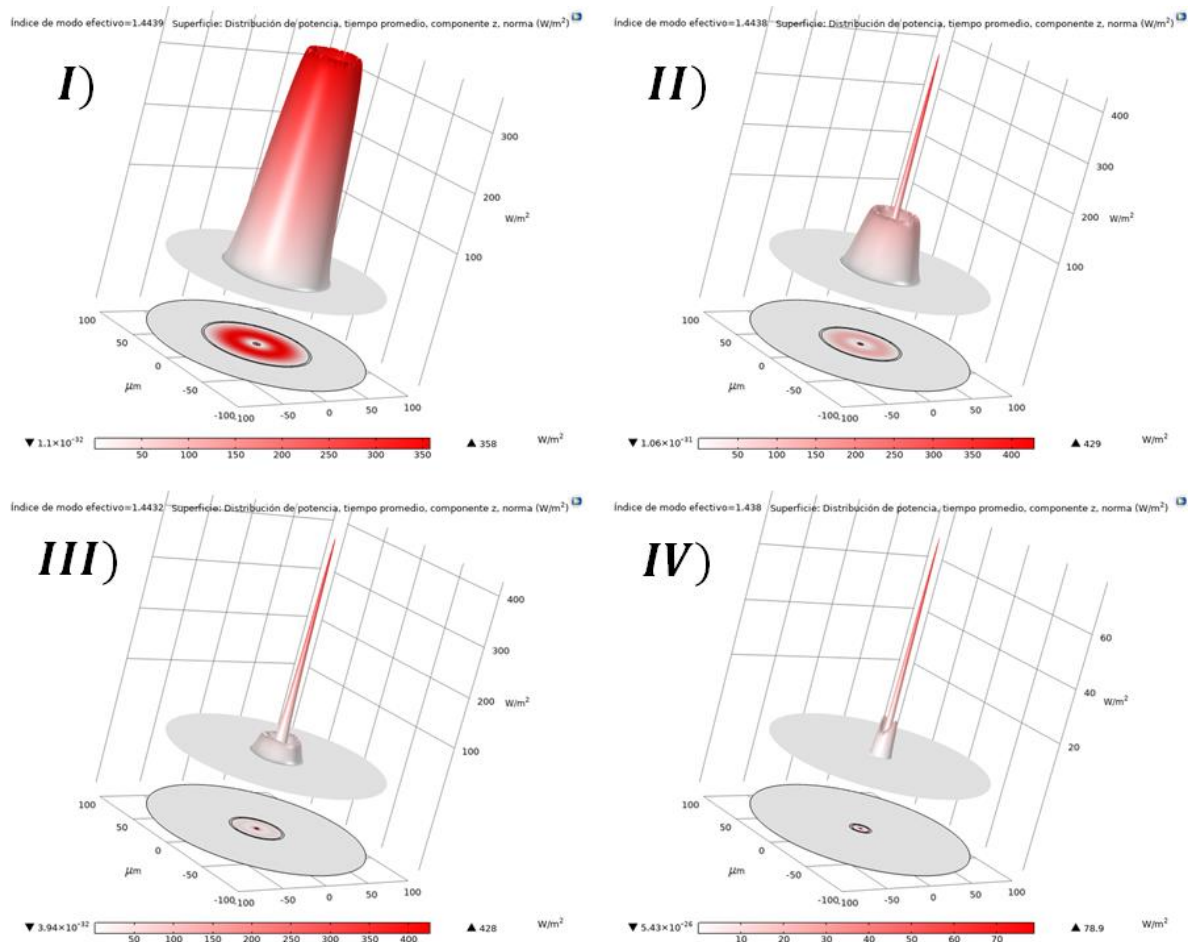 Índice de modo efectivo=1.4439 Superficie: Distribución de potencia, tiempo promedio, componente z, norma (W/m²)
I)
300
200
W/m²
100
100
50
0
μm
-50
-100
-100
-50
0
50
100
▼ 1.1×10⁻³²
50 100 150 200 250 300 350
▲ 358
W/m²
Índice de modo efectivo=1.4438 Superficie: Distribución de potencia, tiempo promedio, componente z, norma (W/m²)
II)
400
300
200
W/m²
100
100
50
0
μm
-50
-100
-100
-50
0
50
100
▼ 1.06×10⁻³¹
50 100 150 200 250 300 350 400
▲ 429
W/m²
Índice de modo efectivo=1.4432 Superficie: Distribución de potencia, tiempo promedio, componente z, norma (W/m²)
III)
400
300
200
W/m²
100
100
50
0
μm
-50
-100
-100
-50
0
50
100
▼ 3.94×10⁻³²
50 100 150 200 250 300 350 400
▲ 428
W/m²
Índice de modo efectivo=1.438 Superficie: Distribución de potencia, tiempo promedio, componente z, norma (W/m²)
IV)
60
40
W/m²
20
100
50
0
μm
-50
-100
-100
-50
0
50
100
▼ 5.43×10⁻²⁶
10 20 30 40 50 60 70
▲ 78.9
W/m²